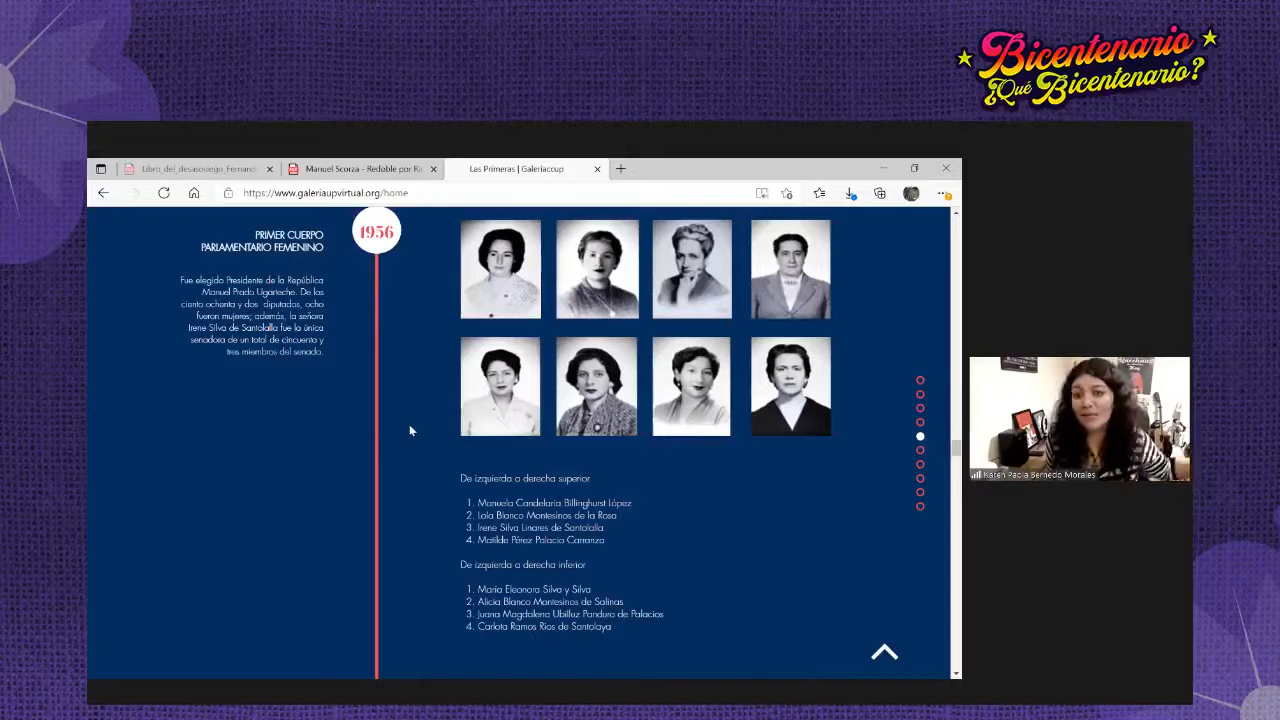 Bicentenario
¿Qué Bicentenario?
Manuel Scorza - Redoble por Ra
Las Primeras | Galeriaccup
https://www.galeriaupvirtual.org/home
PRIMER CUERPO
PARLAMENTARIO FEMENINO
1956
Fue elegido Presidente de la República
Manuel Prado Ugarteche. De los
ciento ochenta y dos diputados, ocho
fueron mujeres; además, la señora
Irene Silva de Santolalla fue la única
senadora de un total de cincuenta y
tres miembros del senado.
De izquierda a derecha superior
1. Manuela Candelaria Billinghurst López
2. Lola Blanco Montesinos de la Rosa
3. Irene Silva Linares de Santolalla
4. Matilde Pérez Palacio Carranza
De izquierda a derecha inferior
1. María Eleonora Silva y Silva
2. Alicia Blanco Montesinos de Salinas
3. Juana Magdalena Ubilluz Panduro de Palacios
4. Carlota Ramos Ríos de Santolaya
Karen Paola Bernedo Morales